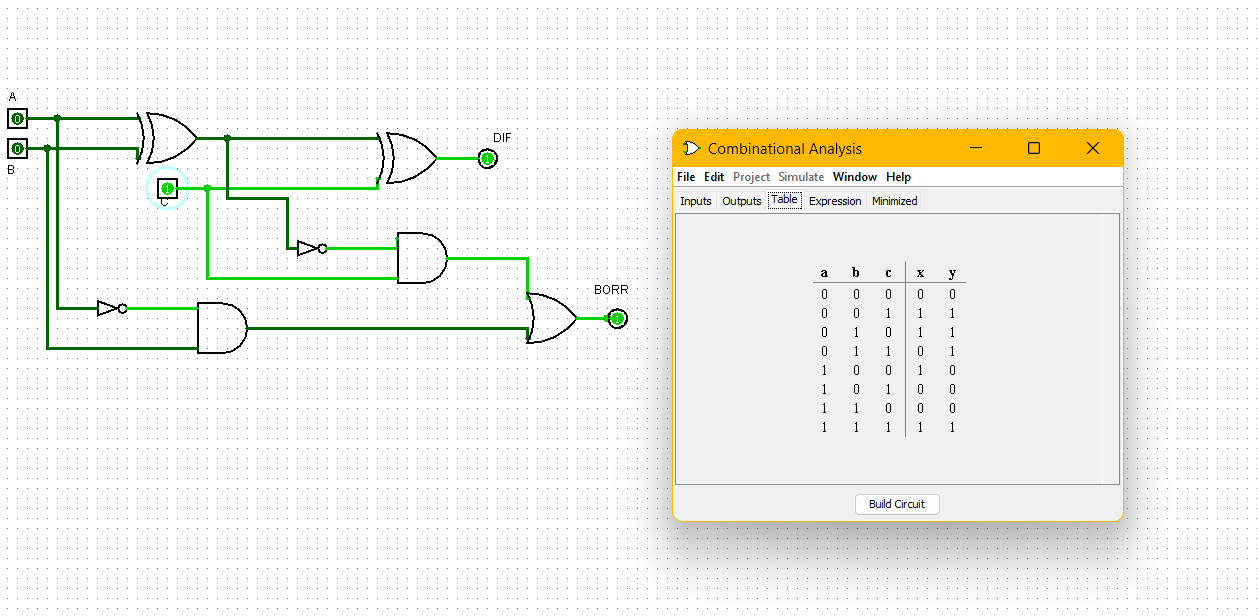 A
0
0
B
1
C
DIF
1
BORR
1
Combinational Analysis
File Edit Project Simulate Window Help
Inputs Outputs Table Expression Minimized
a b c x y
0 0 0 0 0
0 0 1 1 1
0 1 0 1 1
0 1 1 0 1
1 0 0 1 0
1 0 1 0 0
1 1 0 0 0
1 1 1 1 1
Build Circuit